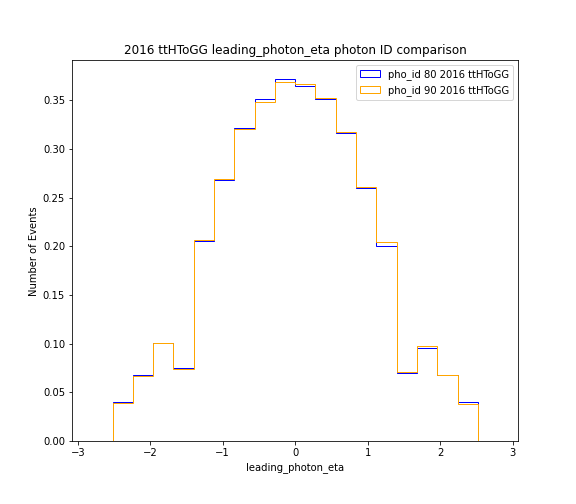 2016 ttHToGG leading_photon_eta photon ID comparison
pho_id 80 2016 ttHToGG
pho_id 90 2016 ttHToGG
Number of Events
0.35
0.30
0.25
0.20
0.15
0.10
0.05
0.00
−3 −2 −1 0 1 2 3
leading_photon_eta